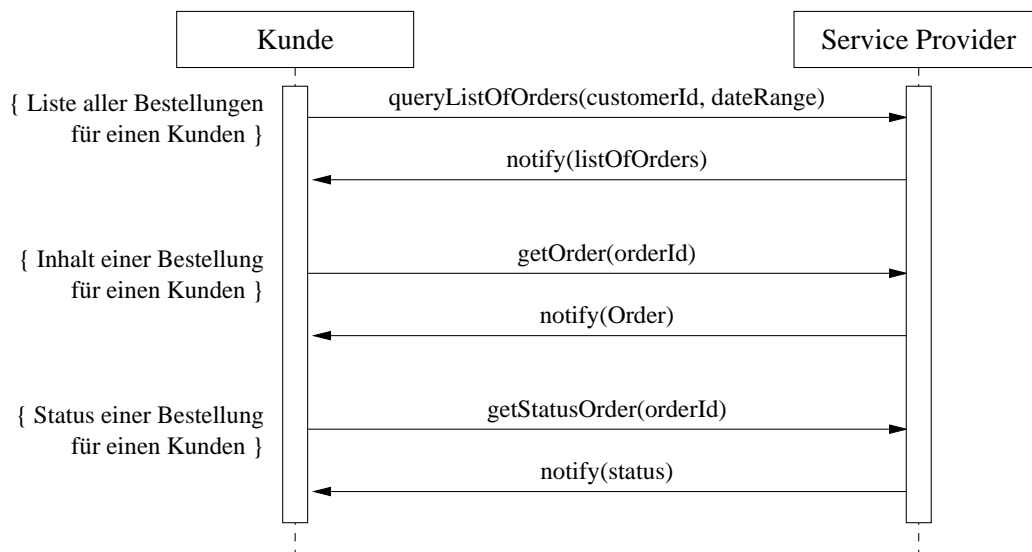 Kunde
Service Provider
{ Liste aller Bestellungen
für einen Kunden }
queryListOfOrders(customerId, dateRange)
notify(listOfOrders)
{ Inhalt einer Bestellung
für einen Kunden }
getOrder(orderId)
notify(Order)
{ Status einer Bestellung
für einen Kunden }
getStatusOrder(orderId)
notify(status)